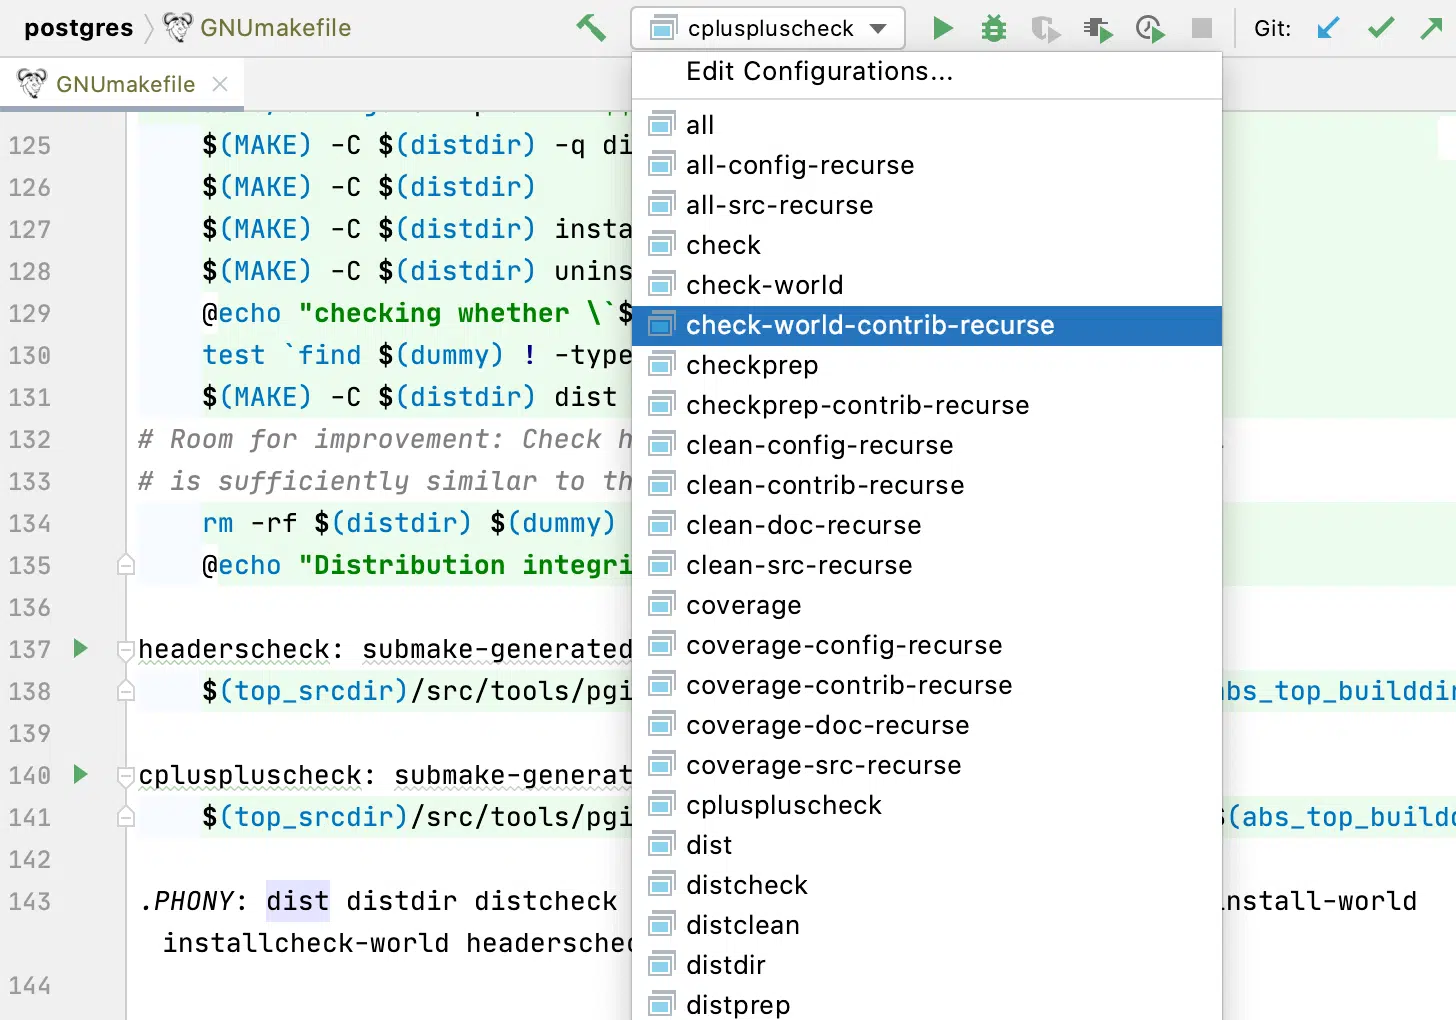 postgres GNUmakefile cpluspluscheck Git:
GNUmakefile
125 $(MAKE) -C $(distdir) -q di
126 $(MAKE) -C $(distdir)
127 $(MAKE) -C $(distdir) insta
128 $(MAKE) -C $(distdir) unins
129 @echo "checking whether \`$
130 test `find $(dummy) ! -type
131 $(MAKE) -C $(distdir) dist
132 # Room for improvement: Check h
133 # is sufficiently similar to th
134 rm -rf $(distdir) $(dummy)
135 @echo "Distribution integri
136
137 headerscheck: submake-generated
138 $(top_srcdir)/src/tools/pgi abs_top_builddir
139
140 cpluspluscheck: submake-generat
141 $(top_srcdir)/src/tools/pgi $(abs_top_buildd
142
143 .PHONY: dist distdir distcheck install-world
installcheck-world headerschec
144
Edit Configurations...
all
all-config-recurse
all-src-recurse
check
check-world
check-world-contrib-recurse
checkprep
checkprep-contrib-recurse
clean-config-recurse
clean-contrib-recurse
clean-doc-recurse
clean-src-recurse
coverage
coverage-config-recurse
coverage-contrib-recurse
coverage-doc-recurse
coverage-src-recurse
cpluspluscheck
dist
distcheck
distclean
distdir
distprep